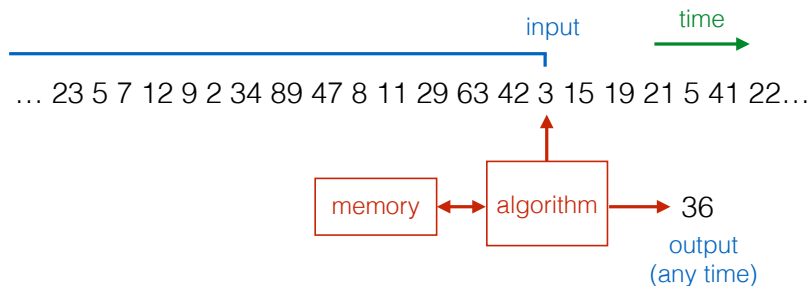 input
time
… 23 5 7 12 9 2 34 89 47 8 11 29 63 42 3 15 19 21 5 41 22…
memory
algorithm
36
output
(any time)